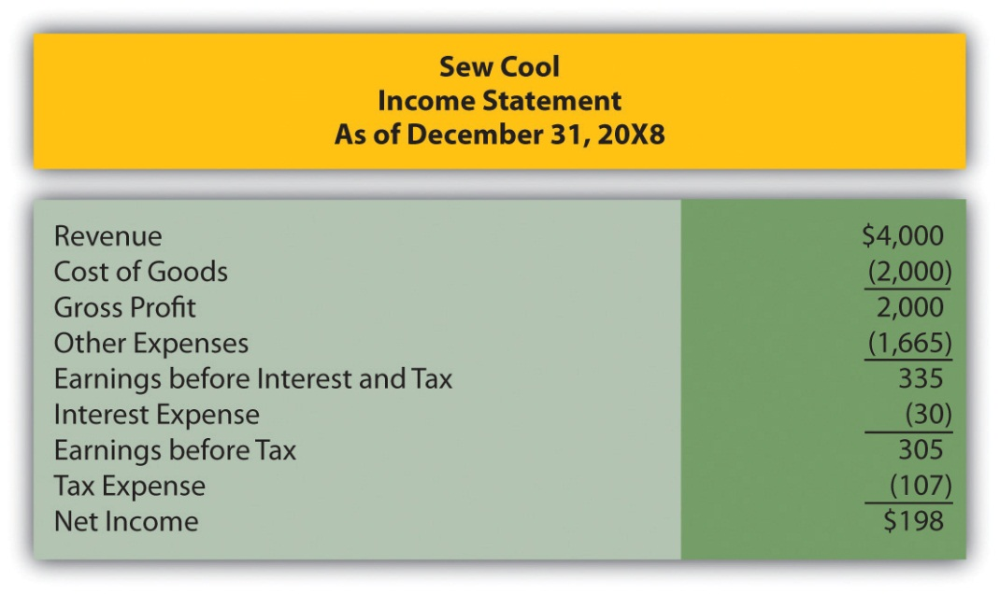 Sew Cool
Income Statement
As of December 31, 20X8
Revenue $4,000
Cost of Goods (2,000)
Gross Profit 2,000
Other Expenses (1,665)
Earnings before Interest and Tax 335
Interest Expense (30)
Earnings before Tax 305
Tax Expense (107)
Net Income $198